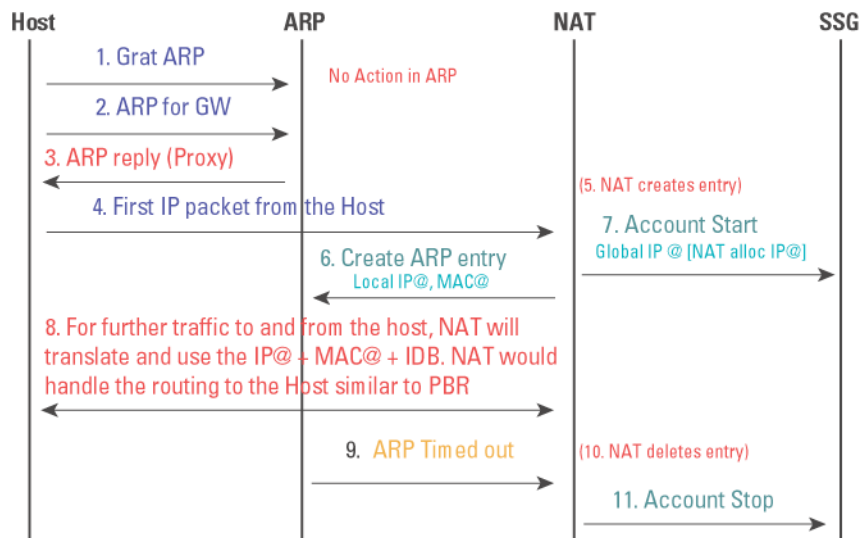 Host ARP NAT SSG
1. Grat ARP
No Action in ARP
2. ARP for GW
3. ARP reply (Proxy)
(5. NAT creates entry)
4. First IP packet from the Host
7. Account Start
Global IP @ [NAT alloc IP@]
6. Create ARP entry
Local IP@, MAC@
8. For further traffic to and from the host, NAT will
translate and use the IP@ + MAC@ + IDB. NAT would
handle the routing to the Host similar to PBR
9. ARP Timed out
(10. NAT deletes entry)
11. Account Stop